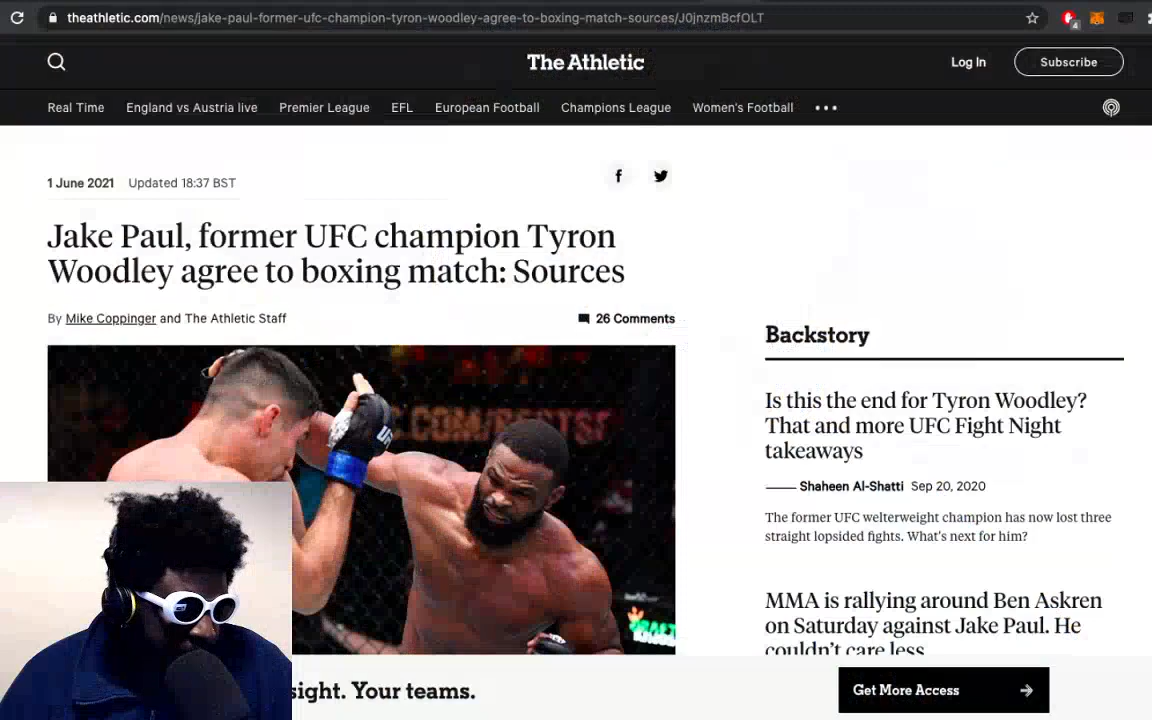 theathletic.com/news/jake-paul-former-ufc-champion-tyron-woodley-agree-to-boxing-match-sources/J0jnzmBcfOLT
4
The Athletic
Log In
Subscribe
Real Time England vs Austria live Premier League EFL European Football Champions League Women's Football
1 June 2021 Updated 18:37 BST
Jake Paul, former UFC champion Tyron
Woodley agree to boxing match: Sources
By Mike Coppinger and The Athletic Staff
26 Comments
Backstory
Is this the end for Tyron Woodley?
That and more UFC Fight Night
takeaways
Shaheen Al-Shatti Sep 20, 2020
The former UFC welterweight champion has now lost three
straight lopsided fights. What's next for him?
MMA is rallying around Ben Askren
on Saturday against Jake Paul. He
couldn't care less
sight. Your teams.
Get More Access